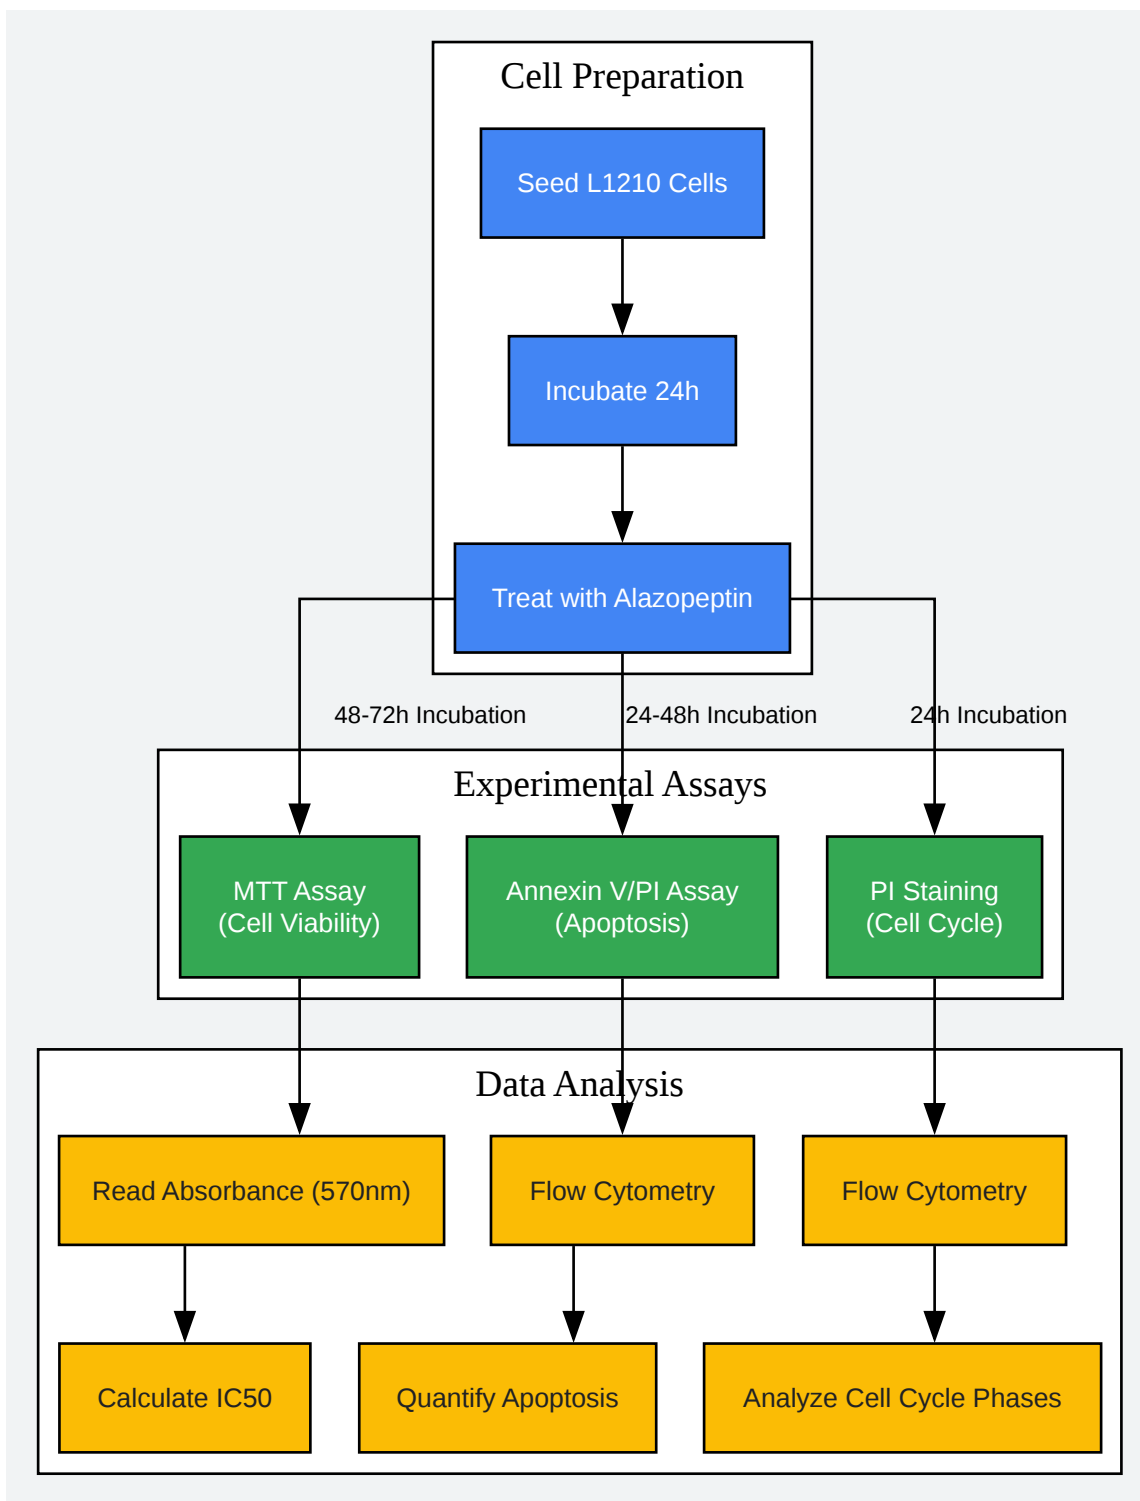 Cell Preparation
Seed L1210 Cells
Incubate 24h
Treat with Alazopeptin
48-72h Incubation
24-48h Incubation
24h Incubation
Experimental Assays
MTT Assay
(Cell Viability)
Annexin V/PI Assay
(Apoptosis)
PI Staining
(Cell Cycle)
Data Analysis
Read Absorbance (570nm)
Flow Cytometry
Flow Cytometry
Calculate IC50
Quantify Apoptosis
Analyze Cell Cycle Phases